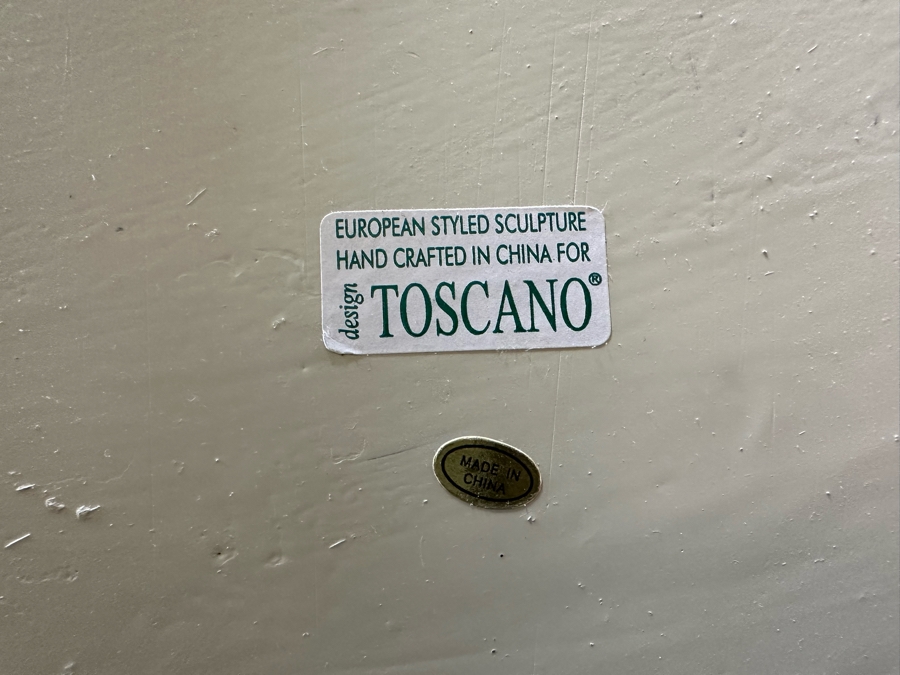 EUROPEAN STYLED SCULPTURE
HAND CRAFTED IN CHINA FOR
design TOSCANO®
MADE IN
CHINA